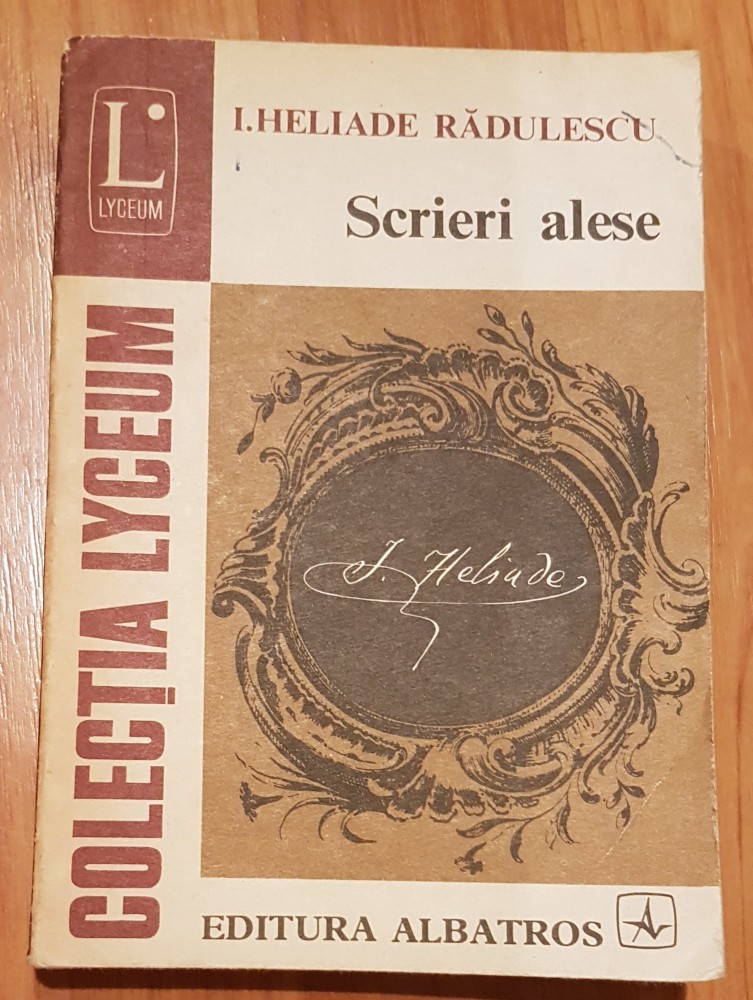 L
LYCEUM
I.HELIADE RĂDULESCU
Scrieri alese
COLECȚIA LYCEUM
I. Heliade
EDITURA ALBATROS